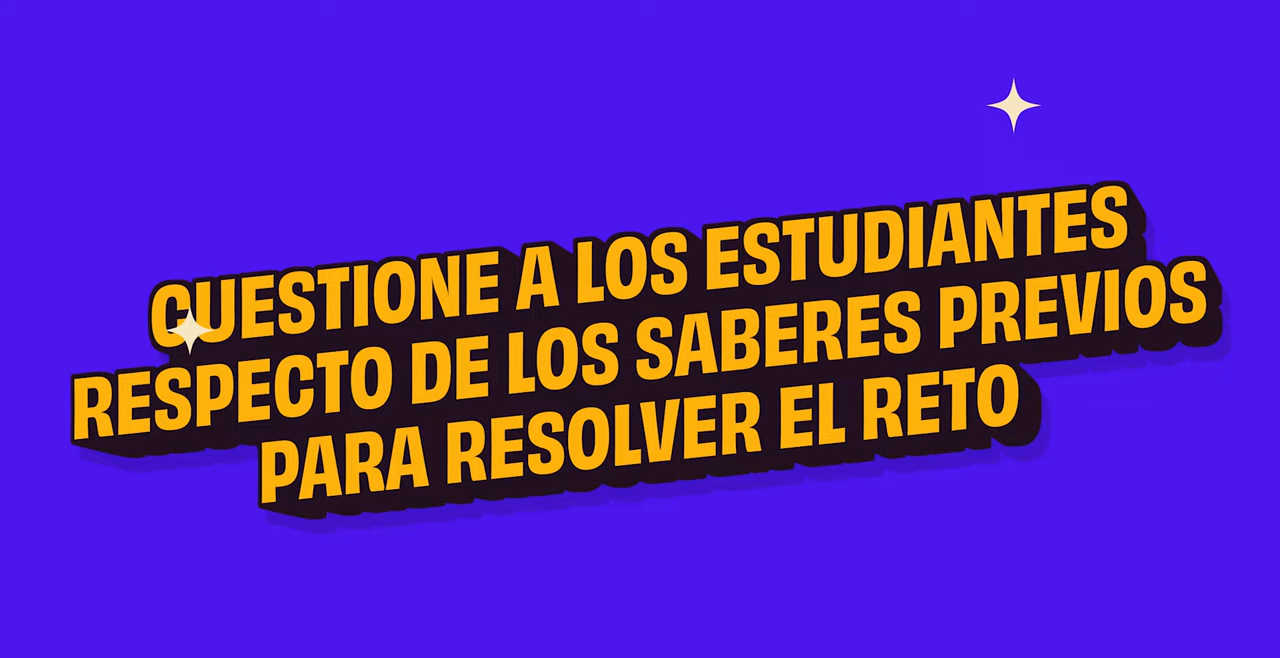 CUESTIONE A LOS ESTUDIANTES
RESPECTO DE LOS SABERES PREVIOS
PARA RESOLVER EL RETO